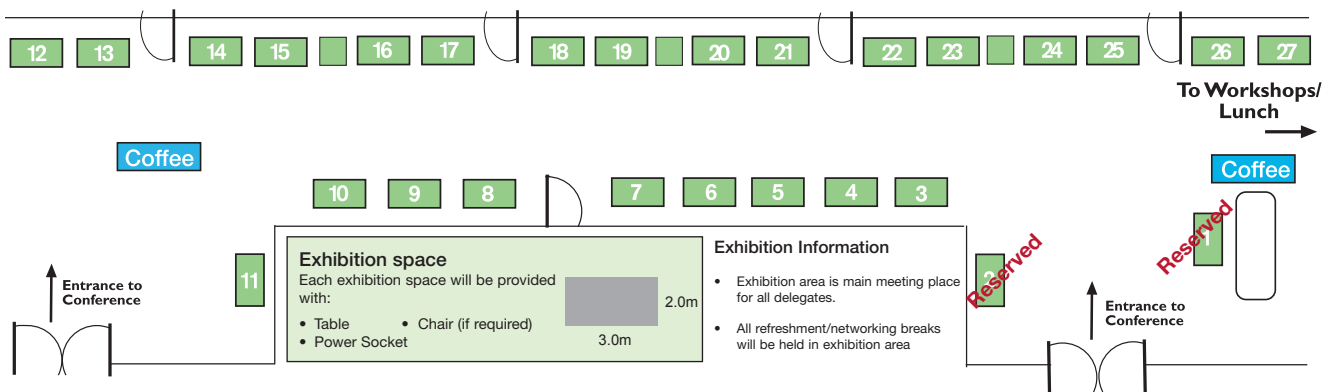 12 13 14 15 16 17 18 19 20 21 22 23 24 25 26 27
To Workshops/
Lunch
Coffee
Coffee
10 9 8 7 6 5 4 3
1
Reserved
2
Reserved
11
Exhibition space
Each exhibition space will be provided
with:
• Table • Chair (if required)
• Power Socket
2.0m
3.0m
Exhibition Information
• Exhibition area is main meeting place
for all delegates.
• All refreshment/networking breaks
will be held in exhibition area
Entrance to
Conference
Entrance to
Conference